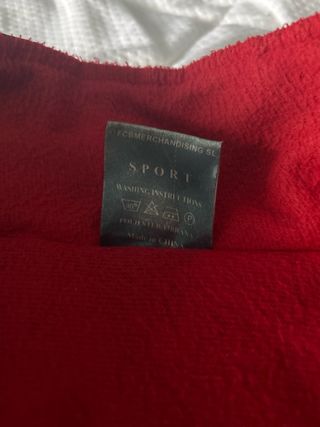 FCBMERCHANDISING SL
SPORT
WASHING INSTRUCTIONS
P
Made in CHINA